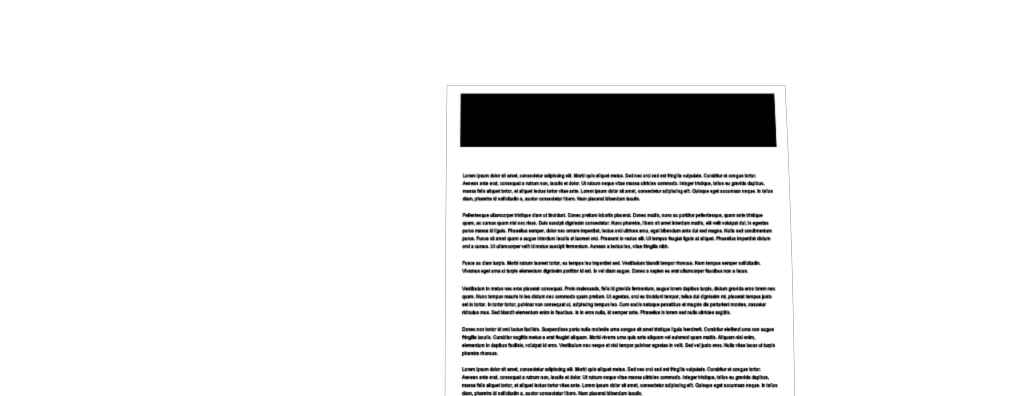 Lorem ipsum dolor sit amet, consectetur adipiscing elit. Morbi quis aliquet metus. Sed nec orci sed est fringilla vulputate. Curabitur et congue tortor.
Aenean ante erat, consequat a rutrum non, iaculis et dolor. Ut rutrum neque vitae massa ultricies commodo. Integer tristique, tellus eu gravida dapibus,
massa felis aliquet tortor, et aliquet lectus tortor vitae ante. Lorem ipsum dolor sit amet, consectetur adipiscing elit. Quisque eget accumsan neque. In tellus
diam, pharetra id sollicitudin a, auctor consectetur libero. Nam placerat bibendum iaculis.
Pellentesque ullamcorper tristique diam ut tincidunt. Donec pretium lobortis placerat. Donec mattis, nunc ac porttitor pellentesque, quam ante tristique
quam, ac cursus quam nisl nec risus. Duis suscipit dignissim consectetur. Nunc pharetra, libero sit amet interdum mattis, elit velit volutpat dui, in egestas
purus massa id ligula. Phasellus semper, dolor nec ornare imperdiet, lectus orci ultrices arcu, eget bibendum ante dui sed magna. Nulla sed condimentum
purus. Fusce sit amet quam a augue interdum iaculis at laoreet orci. Praesent in varius elit. Ut tempus feugiat ligula at aliquet. Phasellus imperdiet dictum
orci a cursus. Ut ullamcorper velit id metus suscipit fermentum. Aenean a lectus leo, vitae fringilla nibh.
Fusce ac diam turpis. Morbi rutrum laoreet tortor, eu tempus leo imperdiet sed. Vestibulum blandit tempor rhoncus. Nam tempus semper sollicitudin.
Vivamus eget urna ut turpis elementum dignissim porttitor id est. In vel diam augue. Donec a sapien eu erat ullamcorper faucibus non a lacus.
Vestibulum in metus nec eros placerat consequat. Proin malesuada, felis id gravida fermentum, augue lorem dapibus turpis, dictum gravida eros lorem nec
quam. Nunc tempus mauris in leo dictum nec commodo quam pretium. Ut egestas, orci eu tincidunt tempor, tellus dui dignissim mi, placerat tempus justo
est in tortor. In tortor tortor, pulvinar non consequat ut, adipiscing tempus leo. Cum sociis natoque penatibus et magnis dis parturient montes, nascetur
ridiculus mus. Sed blandit elementum enim in faucibus. In in eros nulla, id semper ante. Phasellus in lorem sed nulla ultricies sagittis.
Donec non tortor id orci luctus facilisis. Suspendisse porta nulla molestie urna congue sit amet tristique ligula hendrerit. Curabitur eleifend urna non augue
fringilla iaculis. Curabitur sagittis metus a erat feugiat aliquam. Morbi viverra urna quis ante aliquam vel euismod quam mattis. Aliquam nisl enim,
elementum in dapibus facilisis, volutpat id eros. Vestibulum nec neque et nisl tempor pulvinar egestas in velit. Sed vel justo eros. Nulla vitae lacus ut turpis
pharetra rhoncus.
Lorem ipsum dolor sit amet, consectetur adipiscing elit. Morbi quis aliquet metus. Sed nec orci sed est fringilla vulputate. Curabitur et congue tortor.
Aenean ante erat, consequat a rutrum non, iaculis et dolor. Ut rutrum neque vitae massa ultricies commodo. Integer tristique, tellus eu gravida dapibus,
massa felis aliquet tortor, et aliquet lectus tortor vitae ante. Lorem ipsum dolor sit amet, consectetur adipiscing elit. Quisque eget accumsan neque. In tellus
diam, pharetra id sollicitudin a, auctor consectetur libero. Nam placerat bibendum iaculis.